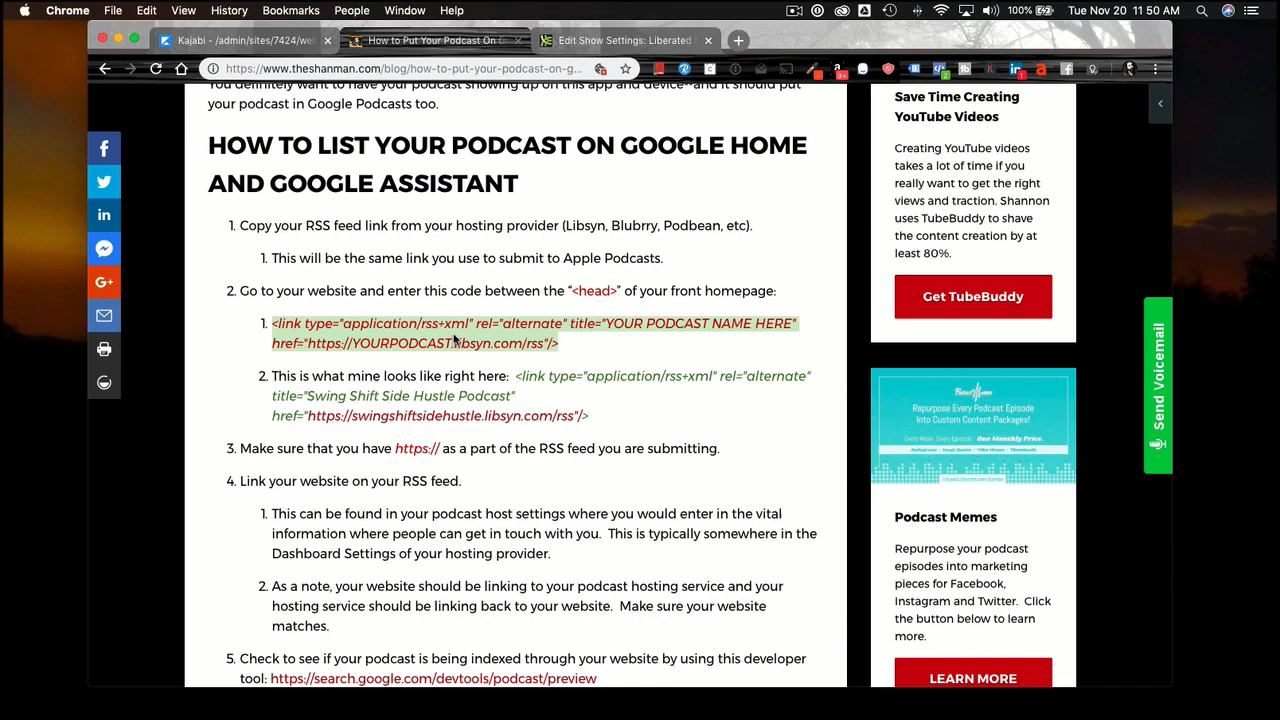 Chrome File Edit View History Bookmarks People Window Help 100% Tue Nov 20 11:50 AM
Kajabi - /admin/sites/7424/we How to Put Your Podcast On G Edit Show Settings: Liberated
https://www.theshanman.com/blog/how-to-put-your-podcast-on-g...
You definitely want to have your podcast showing up on this app and device--and it should put
your podcast in Google Podcasts too.
HOW TO LIST YOUR PODCAST ON GOOGLE HOME
AND GOOGLE ASSISTANT
1. Copy your RSS feed link from your hosting provider (Libsyn, Blubrry, Podbean, etc).
1. This will be the same link you use to submit to Apple Podcasts.
2. Go to your website and enter this code between the “<head>” of your front homepage:
1. <link type="application/rss+xml" rel="alternate" title="YOUR PODCAST NAME HERE"
href="https://YOURPODCAST.libsyn.com/rss"/>
2. This is what mine looks like right here: <link type="application/rss+xml" rel="alternate"
title="Swing Shift Side Hustle Podcast"
href="https://swingshiftsidehustle.libsyn.com/rss"/>
3. Make sure that you have https:// as a part of the RSS feed you are submitting.
4. Link your website on your RSS feed.
1. This can be found in your podcast host settings where you would enter in the vital
information where people can get in touch with you. This is typically somewhere in the
Dashboard Settings of your hosting provider.
2. As a note, your website should be linking to your podcast hosting service and your
hosting service should be linking back to your website. Make sure your website
matches.
5. Check to see if your podcast is being indexed through your website by using this developer
tool: https://search.google.com/devtools/podcast/preview
Save Time Creating
YouTube Videos
Creating YouTube videos
takes a lot of time if you
really want to get the right
views and traction. Shannon
uses TubeBuddy to shave
the content creation by at
least 80%.
Get TubeBuddy
Repurpose Every Podcast Episode
Into Custom Content Packages!
Every Week. Every Episode. One Monthly Price.
Podcast Memes
Repurpose your podcast
episodes into marketing
pieces for Facebook,
Instagram and Twitter. Click
the button below to learn
more.
LEARN MORE
Send Voicemail